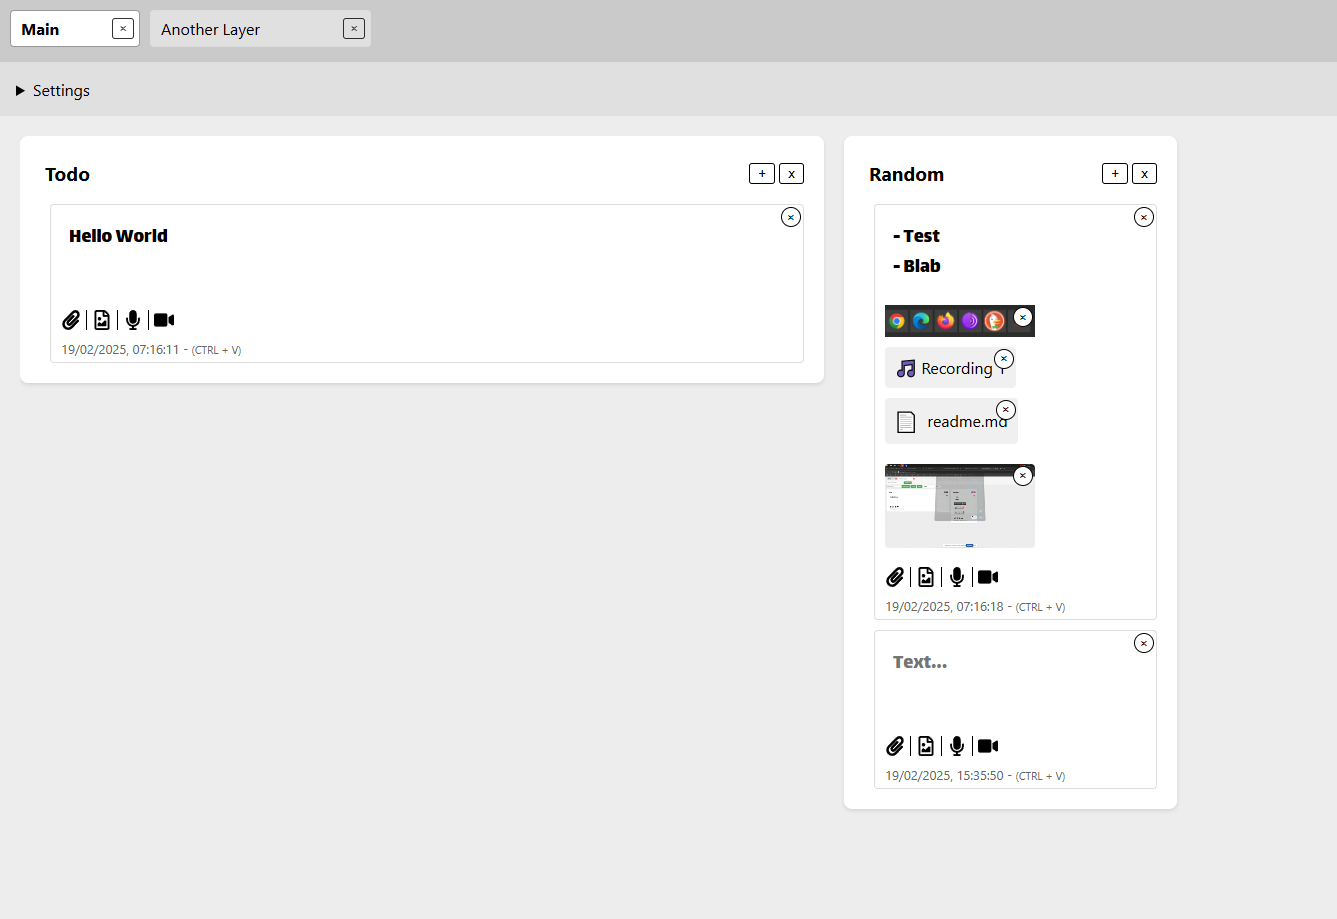 Main
Another Layer
Settings
Todo
+ x
Hello World
19/02/2025, 07:16:11 - (CTRL + V)
Random
+ x
- Test
- Blab
Recording 1
readme.md
19/02/2025, 07:16:18 - (CTRL + V)
Text...
19/02/2025, 15:35:50 - (CTRL + V)